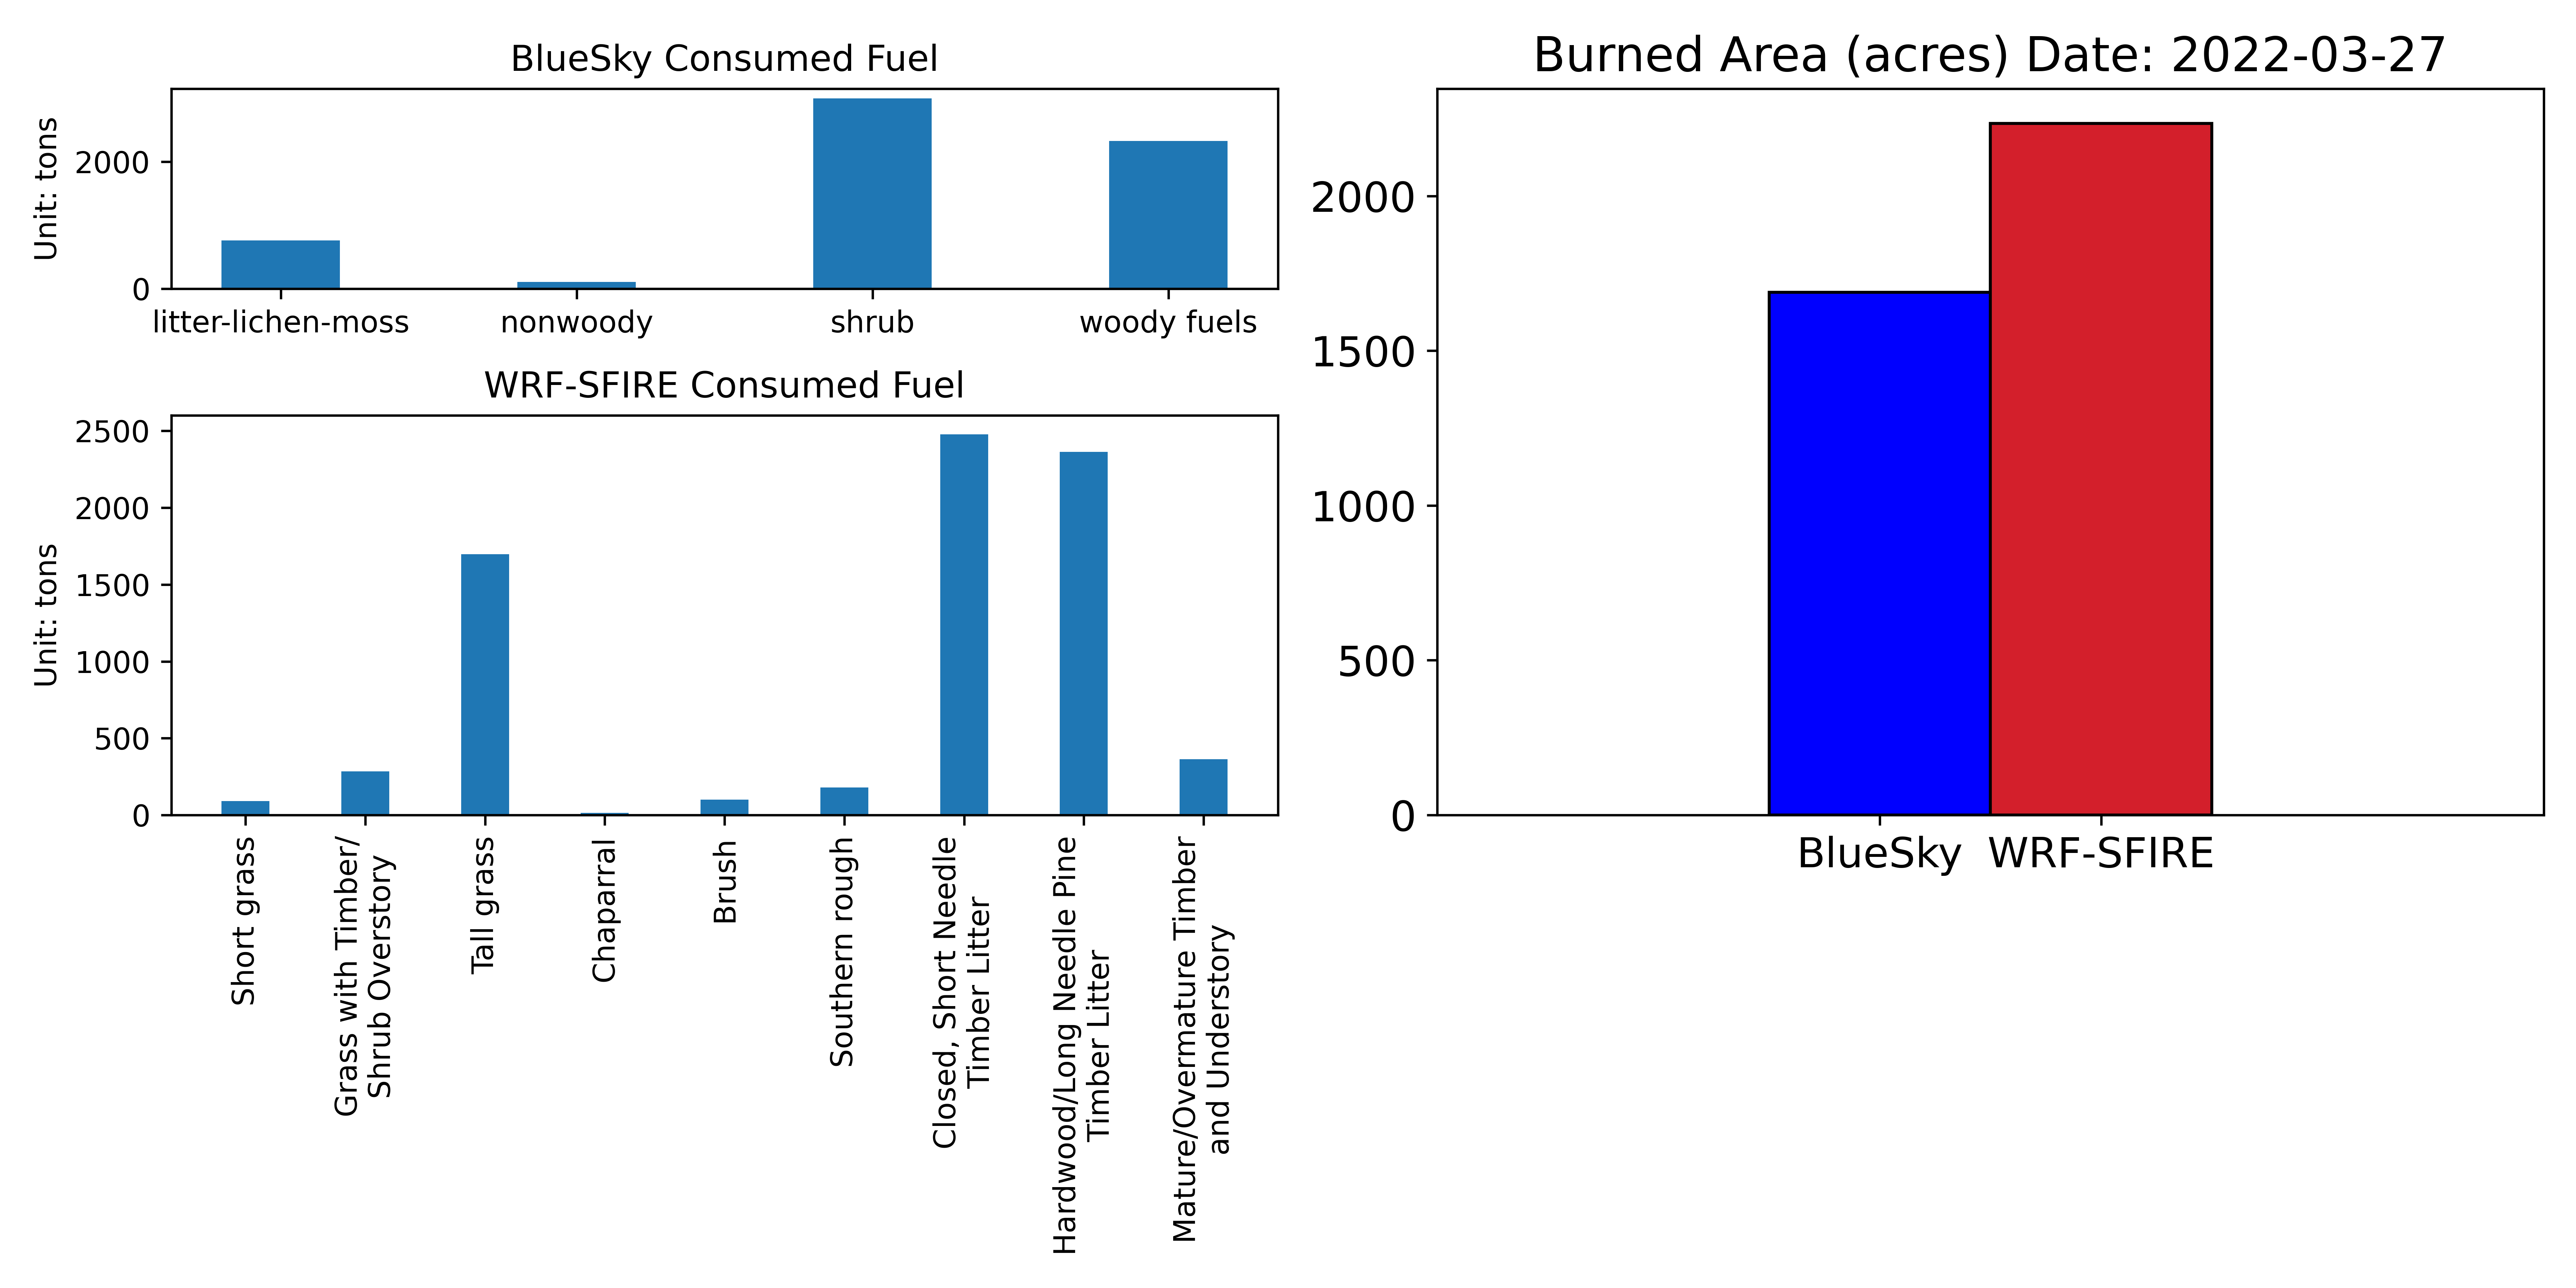 BlueSky Consumed Fuel
Unit: tons
2000
0
litter-lichen-moss
nonwoody
shrub
woody fuels
WRF-SFIRE Consumed Fuel
Unit: tons
2500
2000
1500
1000
500
0
Short grass
Grass with Timber/
Shrub Overstory
Tall grass
Chaparral
Brush
Southern rough
Closed, Short Needle
Timber Litter
Hardwood/Long Needle Pine
Timber Litter
Mature/Overmature Timber
and Understory
Burned Area (acres) Date: 2022-03-27
2000
1500
1000
500
0
BlueSky
WRF-SFIRE